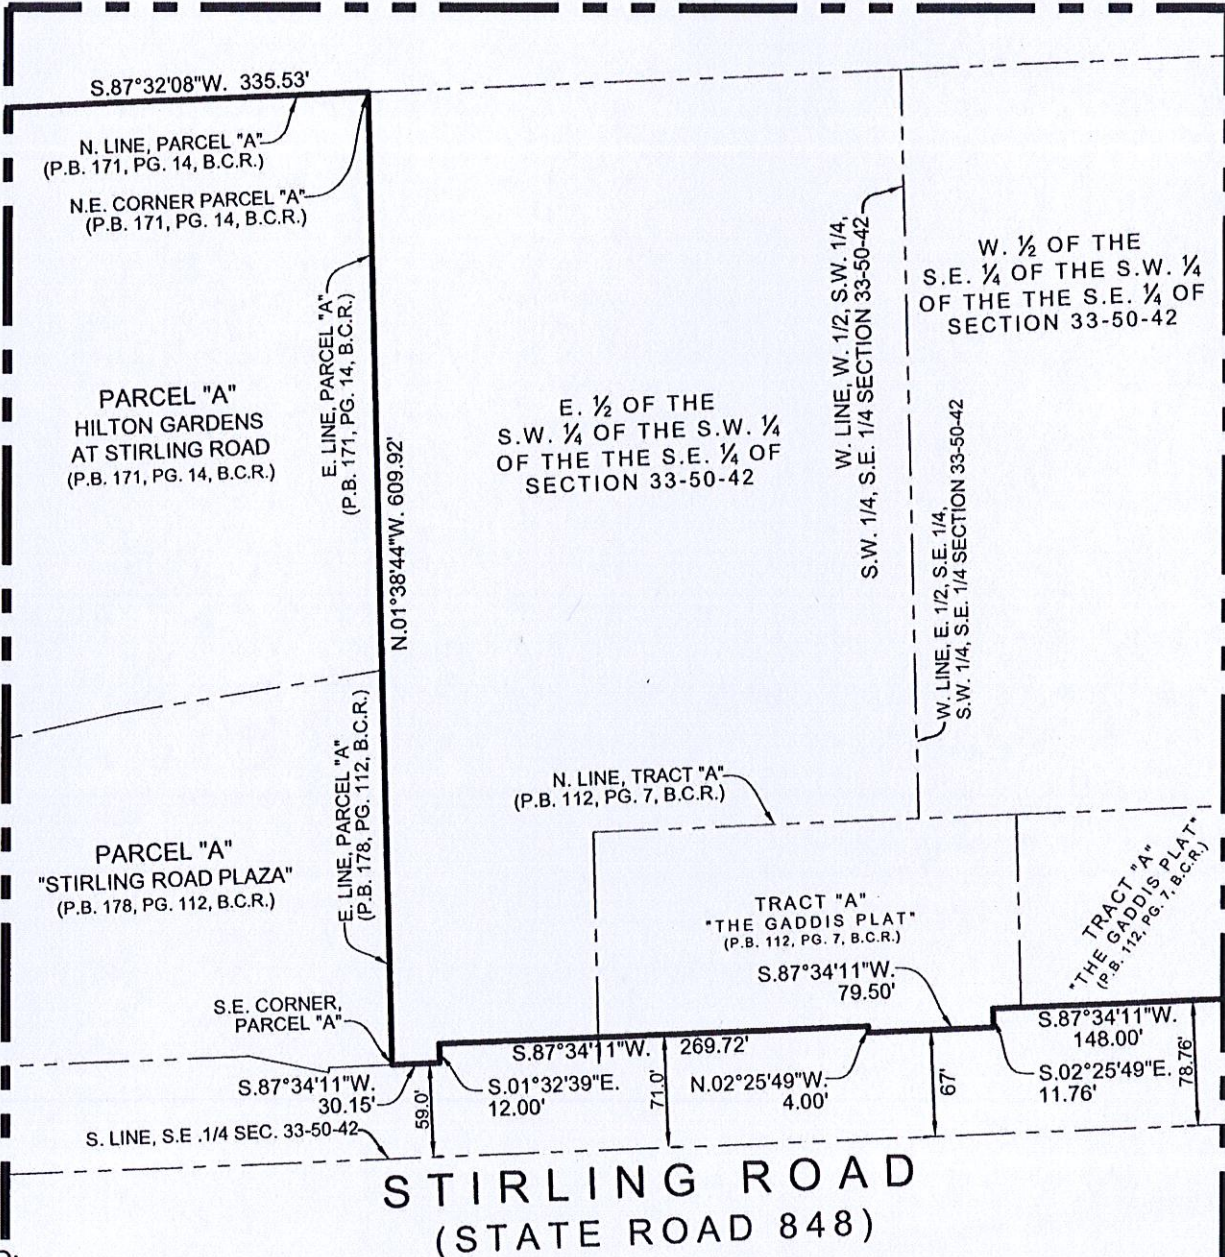 S.87°32'08"W. 335.53'
N. LINE, PARCEL "A"
(P.B. 171, PG. 14, B.C.R.)
N.E. CORNER PARCEL "A"
(P.B. 171, PG. 14, B.C.R.)
E. LINE, PARCEL "A"
(P.B. 171, PG. 14, B.C.R.)
PARCEL "A"
HILTON GARDENS
AT STIRLING ROAD
(P.B. 171, PG. 14, B.C.R.)
N.01°38'44"W. 609.92'
E. ½ OF THE
S.W. ¼ OF THE S.W. ¼
OF THE THE S.E. ¼ OF
SECTION 33-50-42
W. LINE, W. 1/2, S.W. 1/4,
S.W. 1/4, S.E. 1/4 SECTION 33-50-42
W. ½ OF THE
S.E. ¼ OF THE S.W. ¼
OF THE THE S.E. ¼ OF
SECTION 33-50-42
W. LINE, E. 1/2, S.E. 1/4,
S.W. 1/4, S.E. 1/4 SECTION 33-50-42
PARCEL "A"
"STIRLING ROAD PLAZA"
(P.B. 178, PG. 112, B.C.R.)
E. LINE, PARCEL "A"
(P.B. 178, PG. 112, B.C.R.)
N. LINE, TRACT "A"
(P.B. 112, PG. 7, B.C.R.)
TRACT "A"
"THE GADDIS PLAT"
(P.B. 112, PG. 7, B.C.R.)
TRACT "A"
"THE GADDIS PLAT"
(P.B. 112, PG. 7, B.C.R.)
S.87°34'11"W.
79.50'
S.E. CORNER,
PARCEL "A"
S.87°34'11"W.
30.15'
59.0'
S.01°32'39"E.
12.00'
S.87°34'11"W. 269.72'
71.0'
N.02°25'49"W.
4.00'
67'
S.87°34'11"W.
148.00'
S.02°25'49"E.
11.76'
78.76'
S. LINE, S.E .1/4 SEC. 33-50-42
STIRLING ROAD
(STATE ROAD 848)